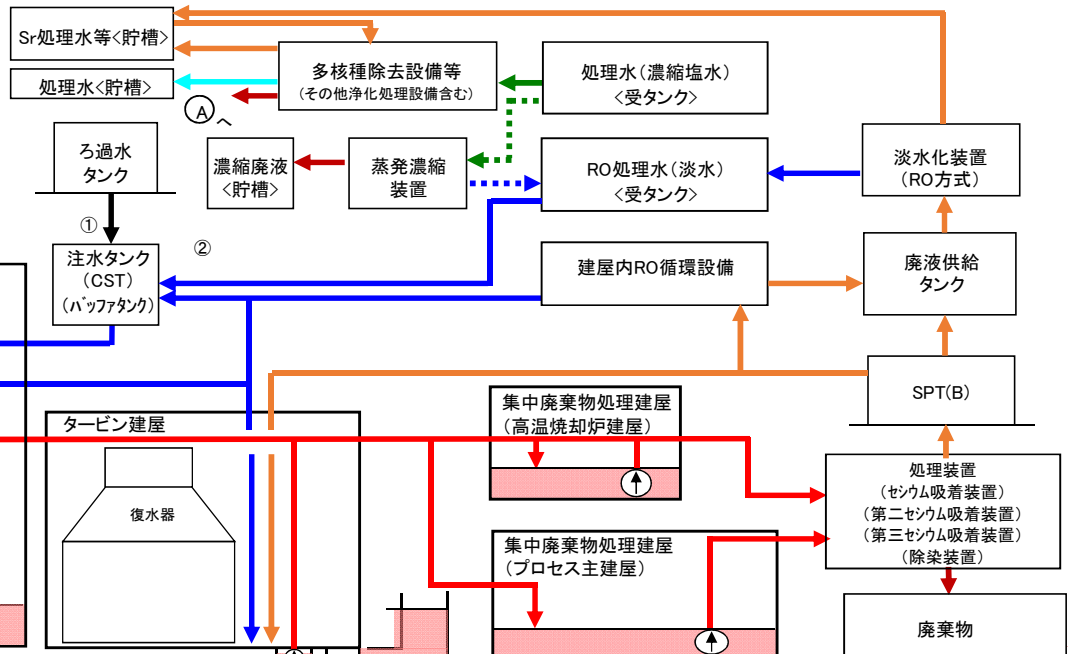 Sr処理水等<貯槽>
処理水<貯槽>
多核種除去設備等
(その他浄化処理設備含む)
処理水(濃縮塩水)
<受タンク>
Aへ
ろ過水
タンク
濃縮廃液
<貯槽>
蒸発濃縮
装置
RO処理水(淡水)
<受タンク>
淡水化装置
(RO方式)
①
②
注水タンク
(CST)
(バッファタンク)
建屋内RO循環設備
廃液供給
タンク
SPT(B)
タービン建屋
復水器
集中廃棄物処理建屋
(高温焼却炉建屋)
処理装置
(セシウム吸着装置)
(第二セシウム吸着装置)
(第三セシウム吸着装置)
(除染装置)
集中廃棄物処理建屋
(プロセス主建屋)
廃棄物